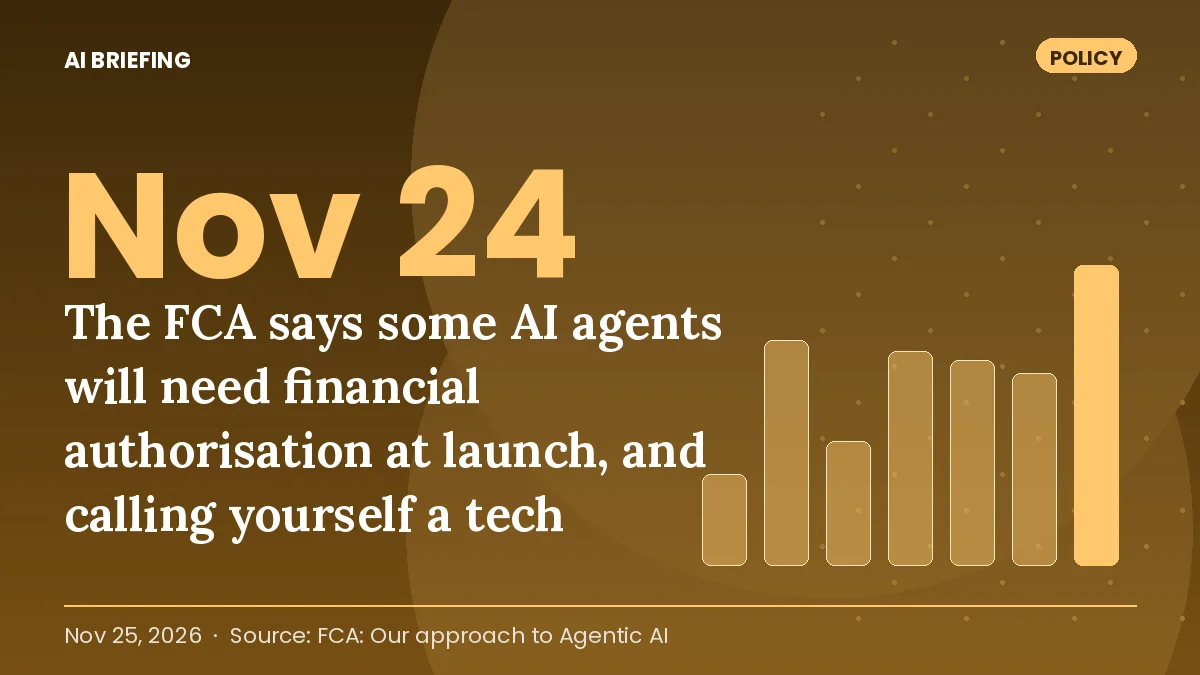 AI BRIEFING
POLICY
Nov 24
The FCA says some AI agents
will need financial
authorisation at launch, and
calling yourself a tech
Nov 25, 2026 · Source: FCA: Our approach to Agentic AI